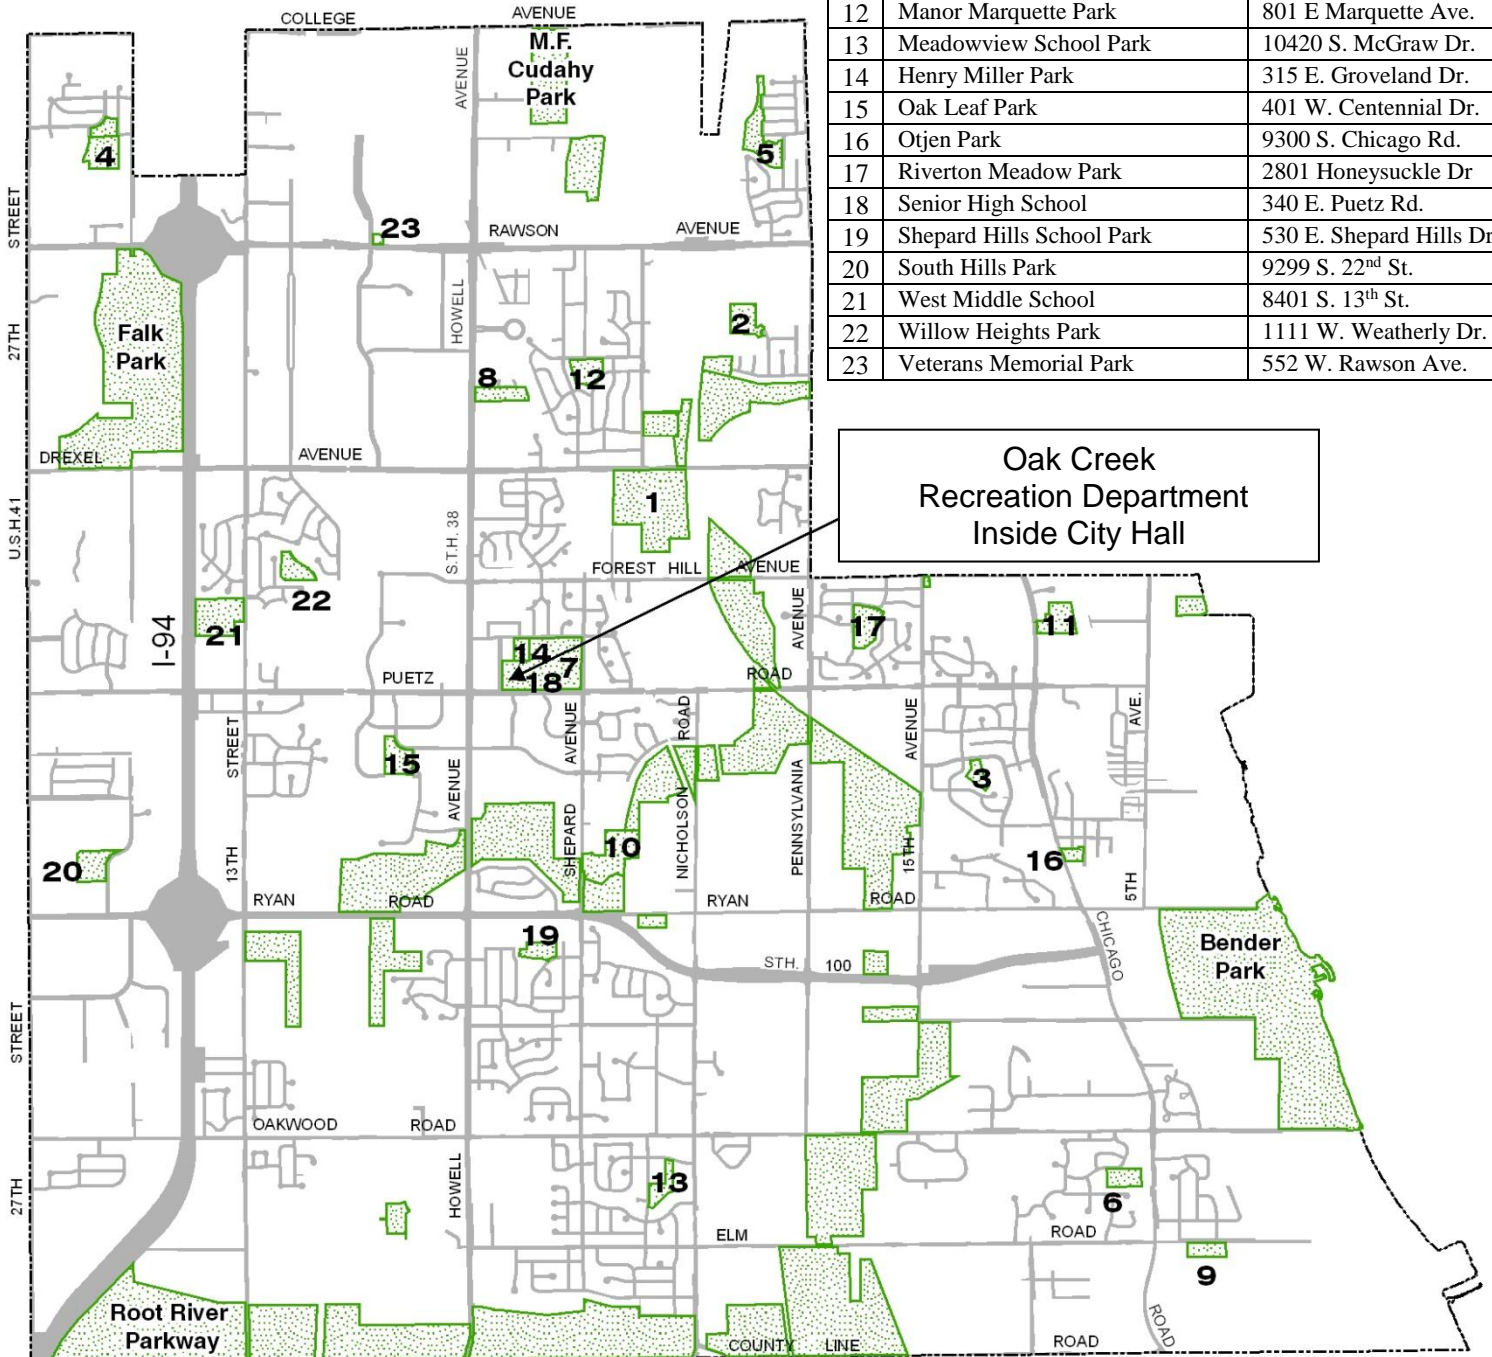 COLLEGE AVENUE
12 Manor Marquette Park 801 E Marquette Ave.
13 Meadowview School Park 10420 S. McGraw Dr.
14 Henry Miller Park 315 E. Groveland Dr.
15 Oak Leaf Park 401 W. Centennial Dr.
16 Otjen Park 9300 S. Chicago Rd.
17 Riverton Meadow Park 2801 Honeysuckle Dr
18 Senior High School 340 E. Puetz Rd.
19 Shepard Hills School Park 530 E. Shepard Hills Dr
20 South Hills Park 9299 S. 22nd St.
21 West Middle School 8401 S. 13th St.
22 Willow Heights Park 1111 W. Weatherly Dr.
23 Veterans Memorial Park 552 W. Rawson Ave.
M.F.
Cudahy
Park
AVENUE
4
5
STREET
23
RAWSON AVENUE
27TH
Falk
Park
HOWELL
2
8
12
DREXEL AVENUE
Oak Creek
Recreation Department
Inside City Hall
1
U.S.H.41
S.T.H. 38
FOREST HILL AVENUE
22
21
I-94
14
7
18
AVENUE
17
11
PUETZ ROAD
STREET
AVENUE
ROAD
AVENUE
AVE.
15
AVENUE
3
SHEPARD
NICHOLSON
PENNSYLVANIA
10
15TH
16
20
13TH
5TH
RYAN ROAD RYAN ROAD
CHICAGO
19
Bender
Park
STH. 100
STREET
OAKWOOD ROAD
27TH
HOWELL
13
6
ELM ROAD
9
Root River
Parkway
COUNTY LINE ROAD
ROAD